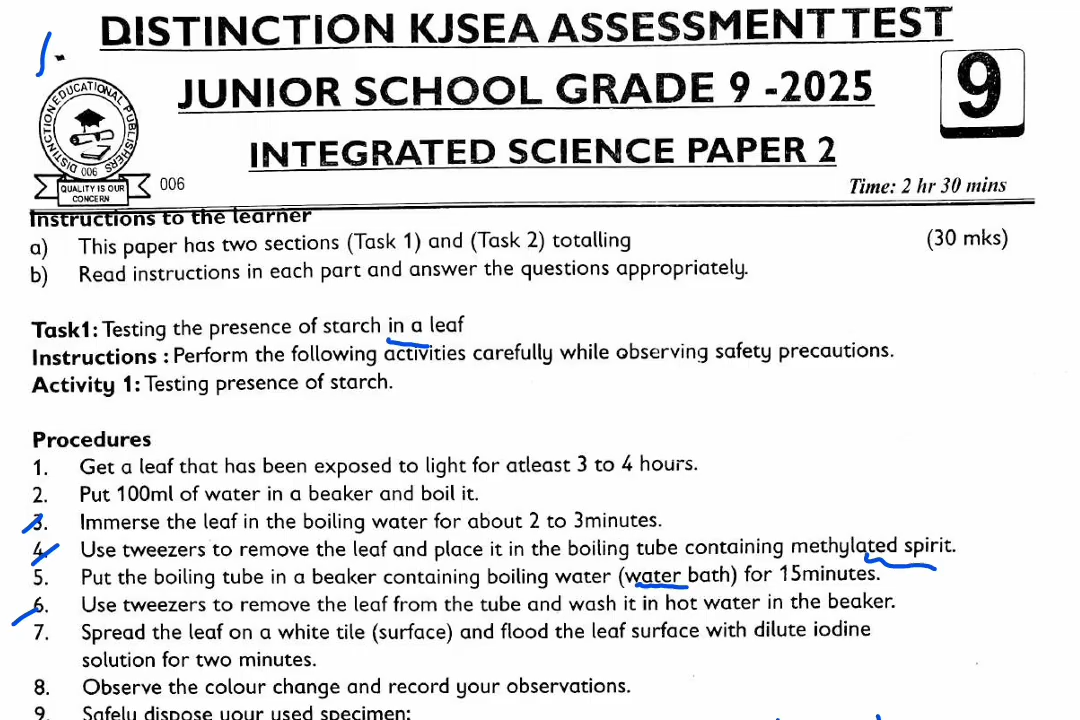 DISTINCTION KJSEA ASSESSMENT TEST
1.
JUNIOR SCHOOL GRADE 9 -2025
9
INTEGRATED SCIENCE PAPER 2
DISTINCTION EDUCATIONAL PUBLISHERS
006
QUALITY IS OUR
CONCERN
006
Time: 2 hr 30 mins
Instructions to the learner
a) This paper has two sections (Task 1) and (Task 2) totalling (30 mks)
b) Read instructions in each part and answer the questions appropriately.
Task1: Testing the presence of starch in a leaf
Instructions : Perform the following activities carefully while observing safety precautions.
Activity 1: Testing presence of starch.
Procedures
1. Get a leaf that has been exposed to light for atleast 3 to 4 hours.
2. Put 100ml of water in a beaker and boil it.
3. Immerse the leaf in the boiling water for about 2 to 3minutes.
4. Use tweezers to remove the leaf and place it in the boiling tube containing methylated spirit.
5. Put the boiling tube in a beaker containing boiling water (water bath) for 15minutes.
6. Use tweezers to remove the leaf from the tube and wash it in hot water in the beaker.
7. Spread the leaf on a white tile (surface) and flood the leaf surface with dilute iodine
solution for two minutes.
8. Observe the colour change and record your observations.
9. Safely dispose your used specimen: